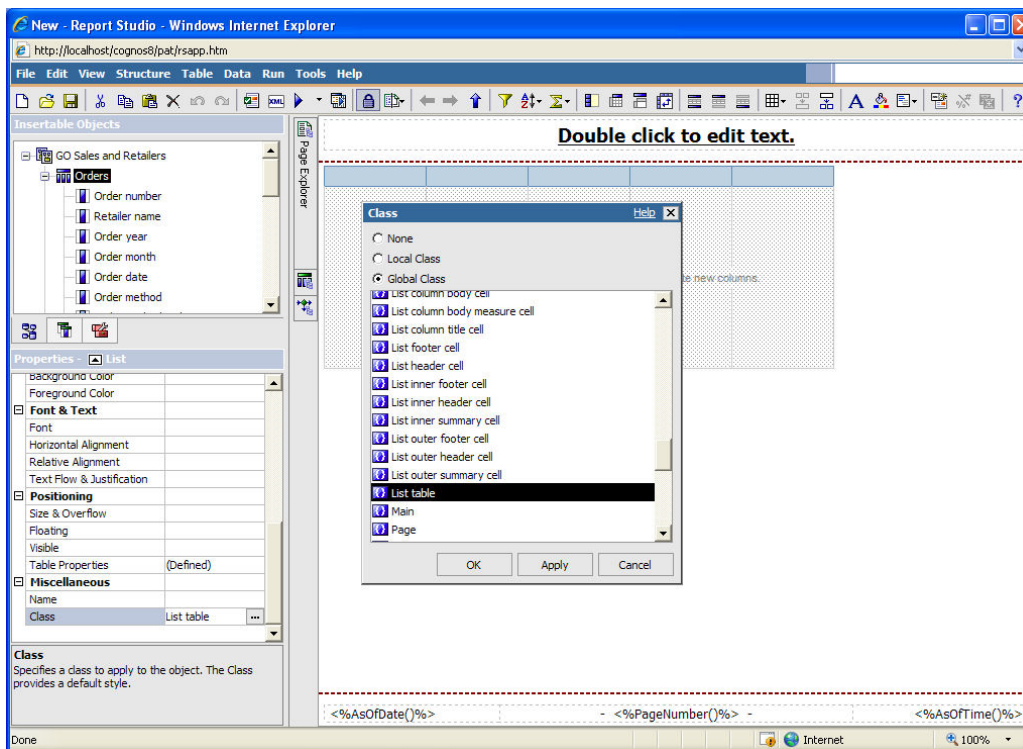 New - Report Studio - Windows Internet Explorer
http://localhost/cognos8/pat/rsapp.htm
File Edit View Structure Table Data Run Tools Help
Insertable Objects
GO Sales and Retailers
Orders
Order number
Retailer name
Order year
Order month
Order date
Order method
Properties - List
Background Color
Foreground Color
Font & Text
Font
Horizontal Alignment
Relative Alignment
Text Flow & Justification
Positioning
Size & Overflow
Floating
Visible
Table Properties (Defined)
Miscellaneous
Name
Class List table ...
Class
Specifies a class to apply to the object. The Class
provides a default style.
Page Explorer
Double click to edit text.
te new columns.
Class Help
None
Local Class
Global Class
List column body cell
List column body measure cell
List column title cell
List footer cell
List header cell
List inner footer cell
List inner header cell
List inner summary cell
List outer footer cell
List outer header cell
List outer summary cell
List table
Main
Page
OK Apply Cancel
<%AsOfDate()%> - <%PageNumber()%> - <%AsOfTime()%>
Done Internet 100%